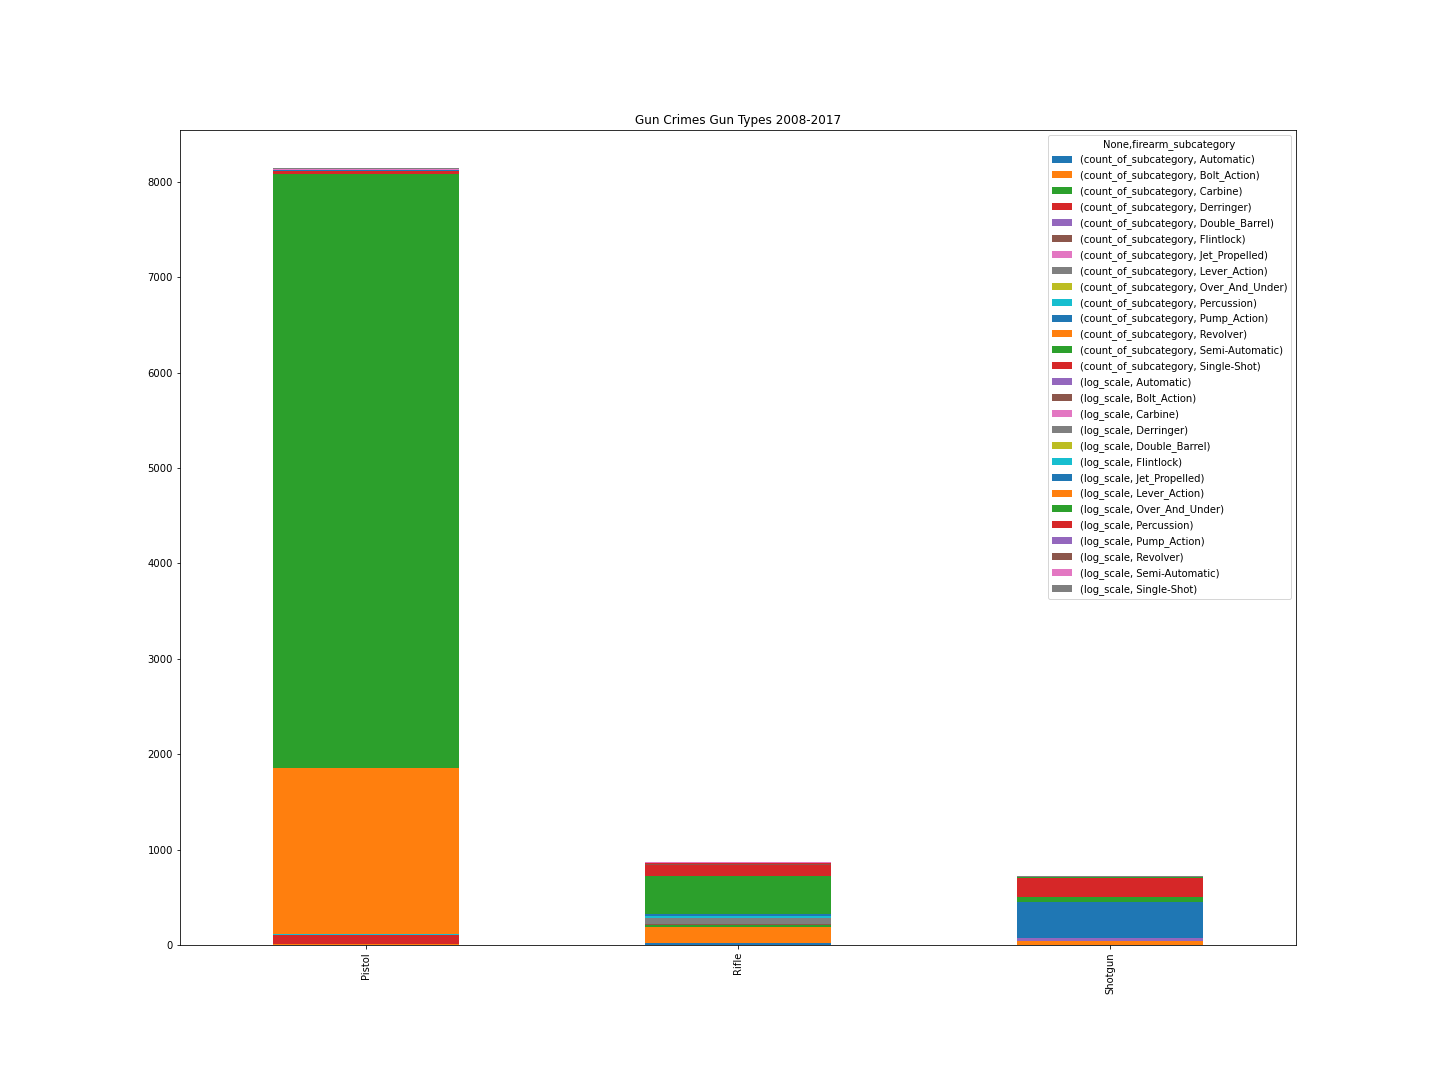 Gun Crimes Gun Types 2008-2017
None,firearm_subcategory
(count_of_subcategory, Automatic)
(count_of_subcategory, Bolt_Action)
(count_of_subcategory, Carbine)
(count_of_subcategory, Derringer)
(count_of_subcategory, Double_Barrel)
(count_of_subcategory, Flintlock)
(count_of_subcategory, Jet_Propelled)
(count_of_subcategory, Lever_Action)
(count_of_subcategory, Over_And_Under)
(count_of_subcategory, Percussion)
(count_of_subcategory, Pump_Action)
(count_of_subcategory, Revolver)
(count_of_subcategory, Semi-Automatic)
(count_of_subcategory, Single-Shot)
(log_scale, Automatic)
(log_scale, Bolt_Action)
(log_scale, Carbine)
(log_scale, Derringer)
(log_scale, Double_Barrel)
(log_scale, Flintlock)
(log_scale, Jet_Propelled)
(log_scale, Lever_Action)
(log_scale, Over_And_Under)
(log_scale, Percussion)
(log_scale, Pump_Action)
(log_scale, Revolver)
(log_scale, Semi-Automatic)
(log_scale, Single-Shot)
8000
7000
6000
5000
4000
3000
2000
1000
0
Pistol
Rifle
Shotgun